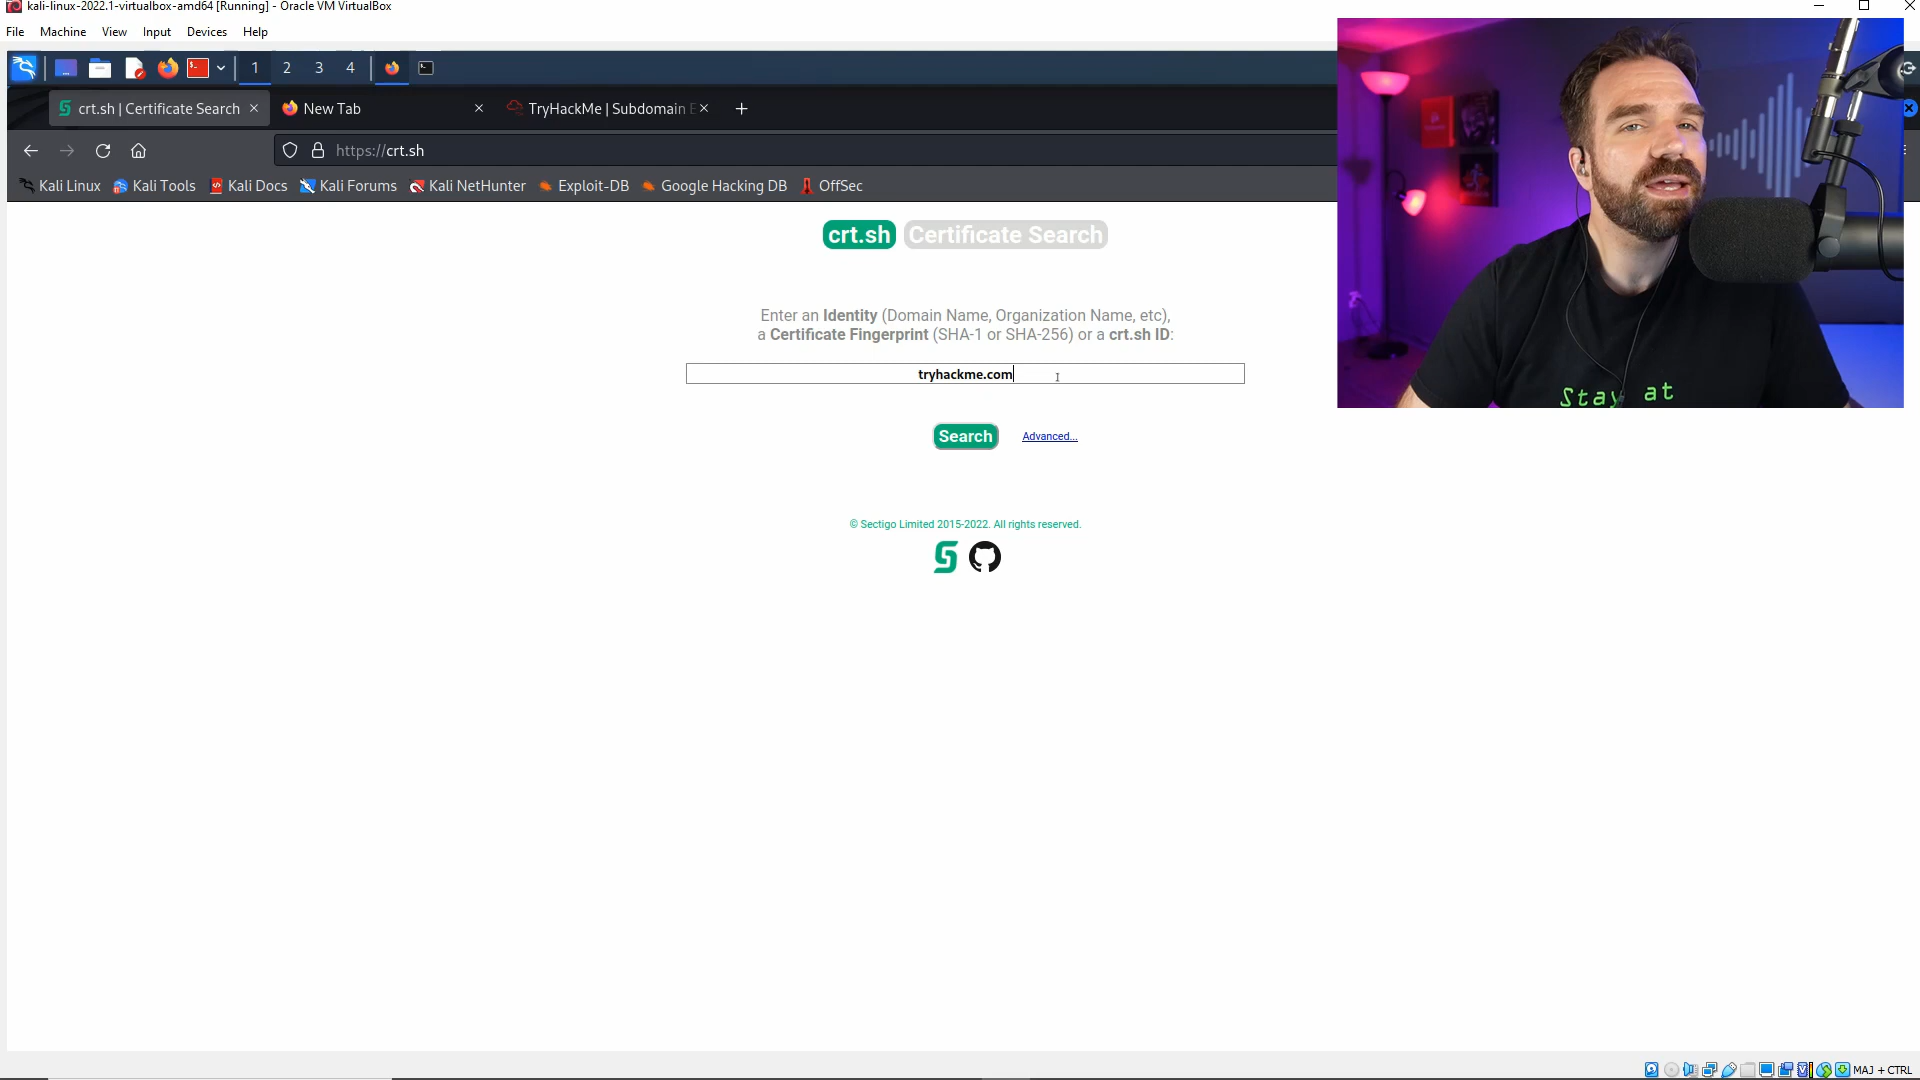 kali-linux-2022.1-virtualbox-amd64 [Running] - Oracle VM VirtualBox
File Machine View Input Devices Help
1 2 3 4
crt.sh | Certificate Search New Tab TryHackMe | Subdomain E
https://crt.sh
Kali Linux Kali Tools Kali Docs Kali Forums Kali NetHunter Exploit-DB Google Hacking DB OffSec
crt.sh Certificate Search
Enter an Identity (Domain Name, Organization Name, etc),
a Certificate Fingerprint (SHA-1 or SHA-256) or a crt.sh ID:
tryhackme.com
Stay at
Search Advanced...
© Sectigo Limited 2015-2022. All rights reserved.
MAJ + CTRL